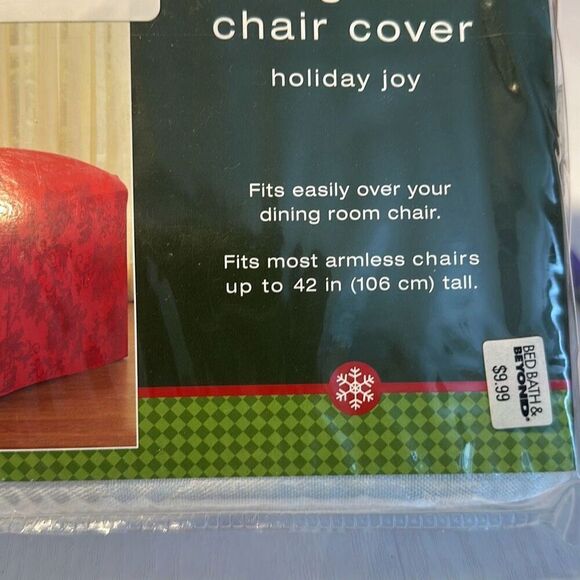 chair cover
holiday joy
Fits easily over your
dining room chair.
Fits most armless chairs
up to 42 in (106 cm) tall.
BED BATH &
BEYOND®
$9.99